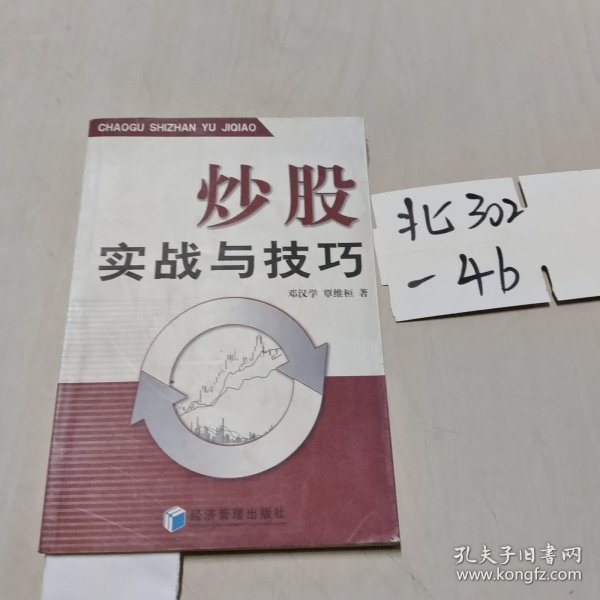 CHAOGU SHIZHAN YU JIQIAO
炒股
实战与技巧
邓汉学 覃维桓 著
经济管理出版社
北302
-46
孔夫子旧书网
www.kongfz.com